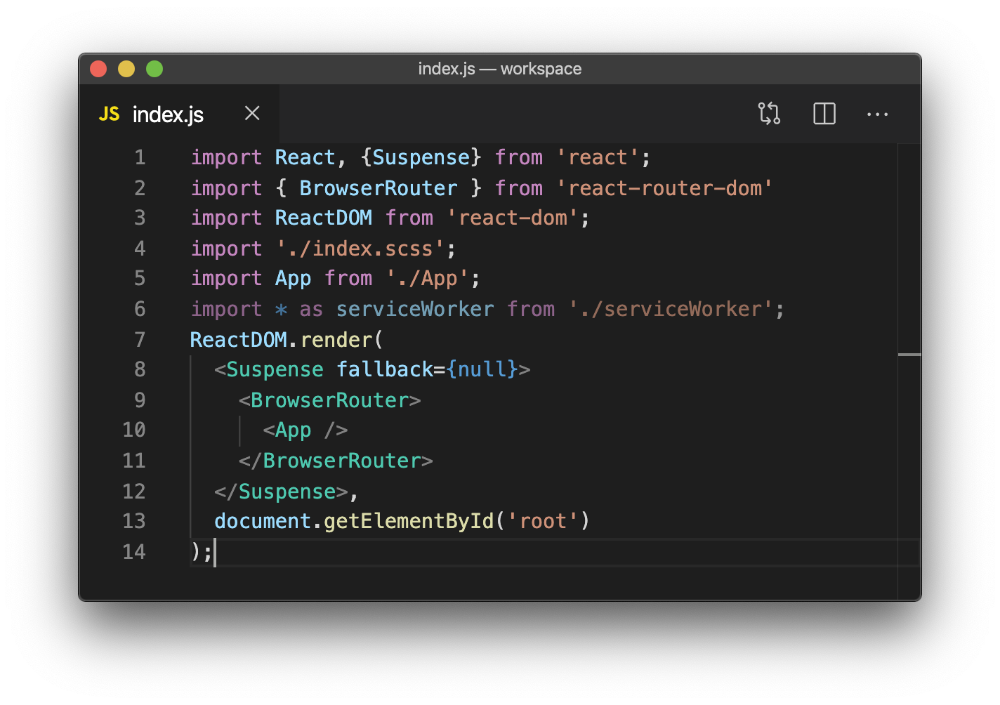 index.js — workspace
JS index.js
1 import React, {Suspense} from 'react';
2 import { BrowserRouter } from 'react-router-dom'
3 import ReactDOM from 'react-dom';
4 import './index.scss';
5 import App from './App';
6 import * as serviceWorker from './serviceWorker';
7 ReactDOM.render(
8   <Suspense fallback={null}>
9     <BrowserRouter>
10       <App />
11     </BrowserRouter>
12   </Suspense>,
13   document.getElementById('root')
14 );